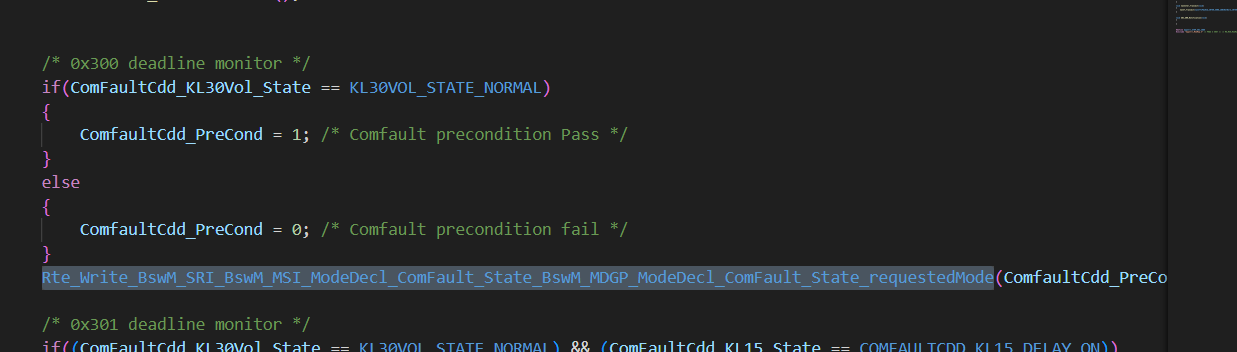 /* 0x300 deadline monitor */
if(ComFaultCdd_KL30Vol_State == KL30VOL_STATE_NORMAL)
{
ComfaultCdd_PreCond = 1; /* Comfault precondition Pass */
}
else
{
ComfaultCdd_PreCond = 0; /* Comfault precondition fail */
}
Rte_Write_BswM_SRI_BswM_MSI_ModeDecl_ComFault_State_BswM_MDGP_ModeDecl_ComFault_State_requestedMode(ComfaultCdd_PreCo
/* 0x301 deadline monitor */
if((ComFaultCdd_KL30Vol_State == KL30VOL_STATE_NORMAL) && (ComFaultCdd_KL15_State == COMFAULTCDD_KL15_DELAY_ON))